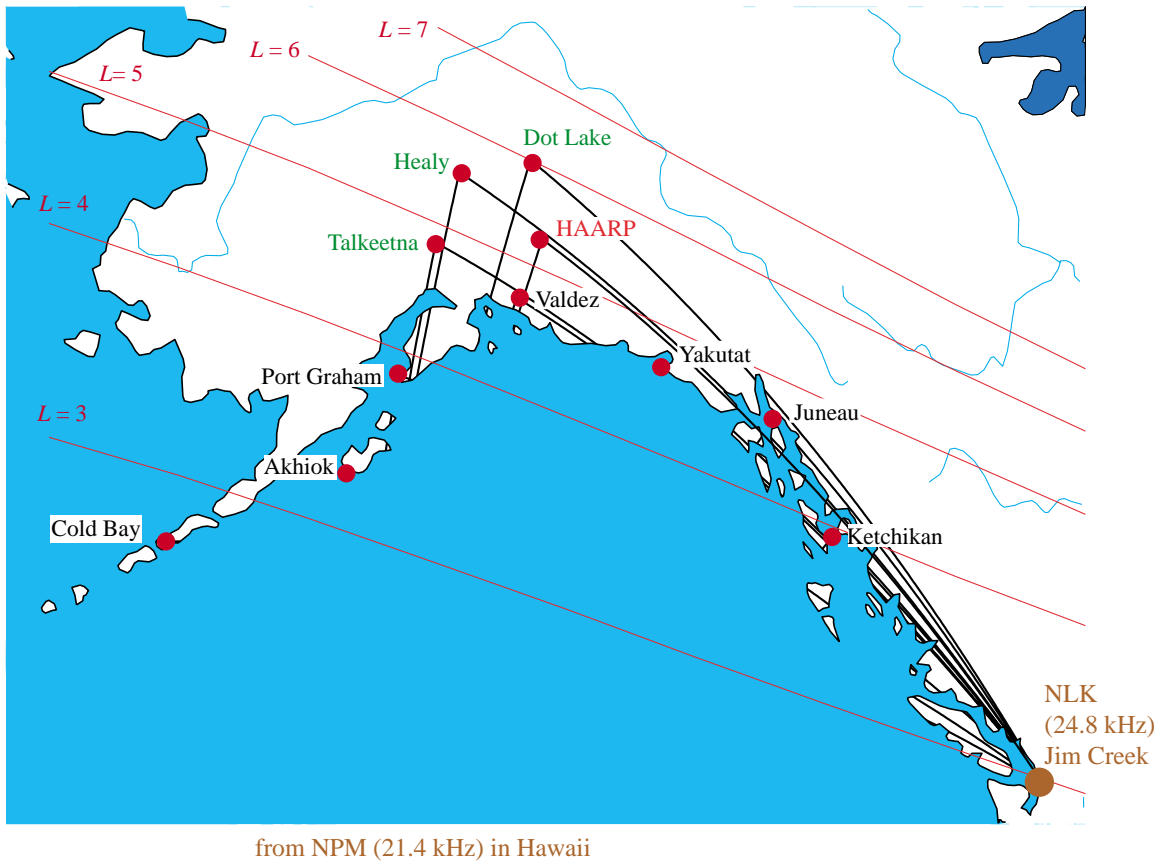 L = 7
L = 6
L= 5
Dot Lake
Healy
L = 4
HAARP
Talkeetna
Valdez
Yakutat
Port Graham
L = 3
Juneau
Akhiok
Cold Bay
Ketchikan
NLK
(24.8 kHz)
Jim Creek
from NPM (21.4 kHz) in Hawaii